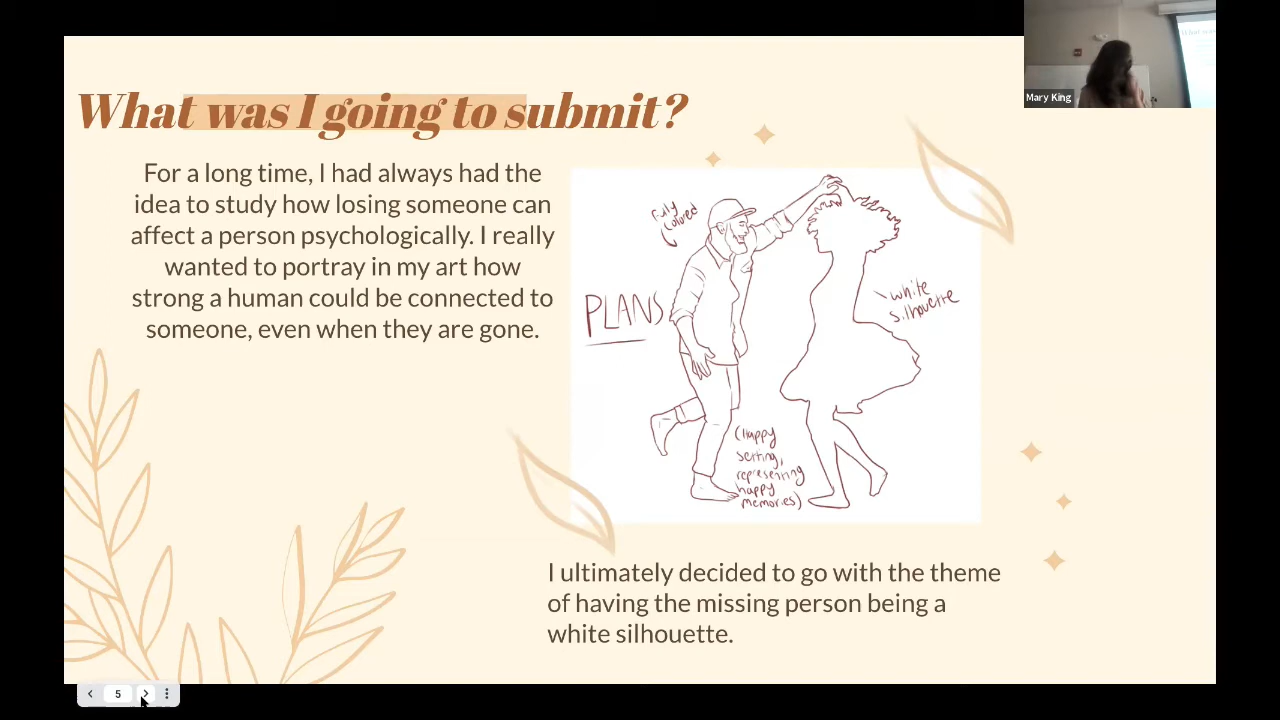 What was I going to submit?
For a long time, I had always had the
idea to study how losing someone can
affect a person psychologically. I really
wanted to portray in my art how
strong a human could be connected to
someone, even when they are gone.
Fully
colored
PLANS
white
silhouette
(Happy
setting,
representing
happy
memories)
I ultimately decided to go with the theme
of having the missing person being a
white silhouette.
Mary King
5